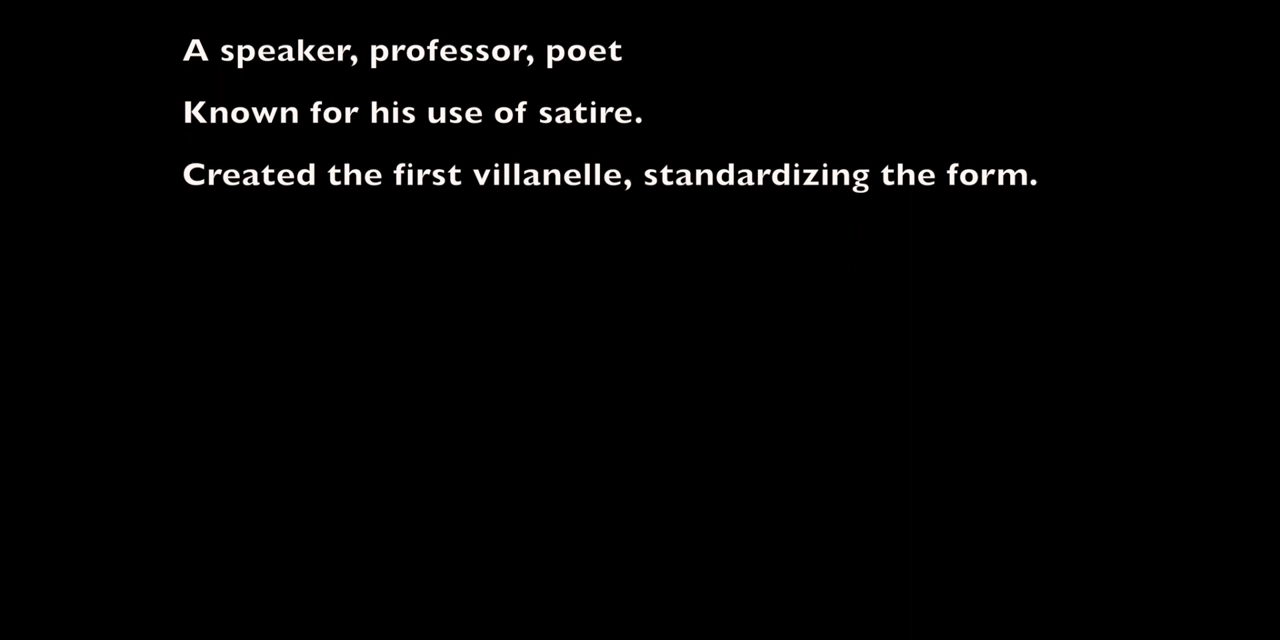 A speaker, professor, poet
Known for his use of satire.
Created the first villanelle, standardizing the form.